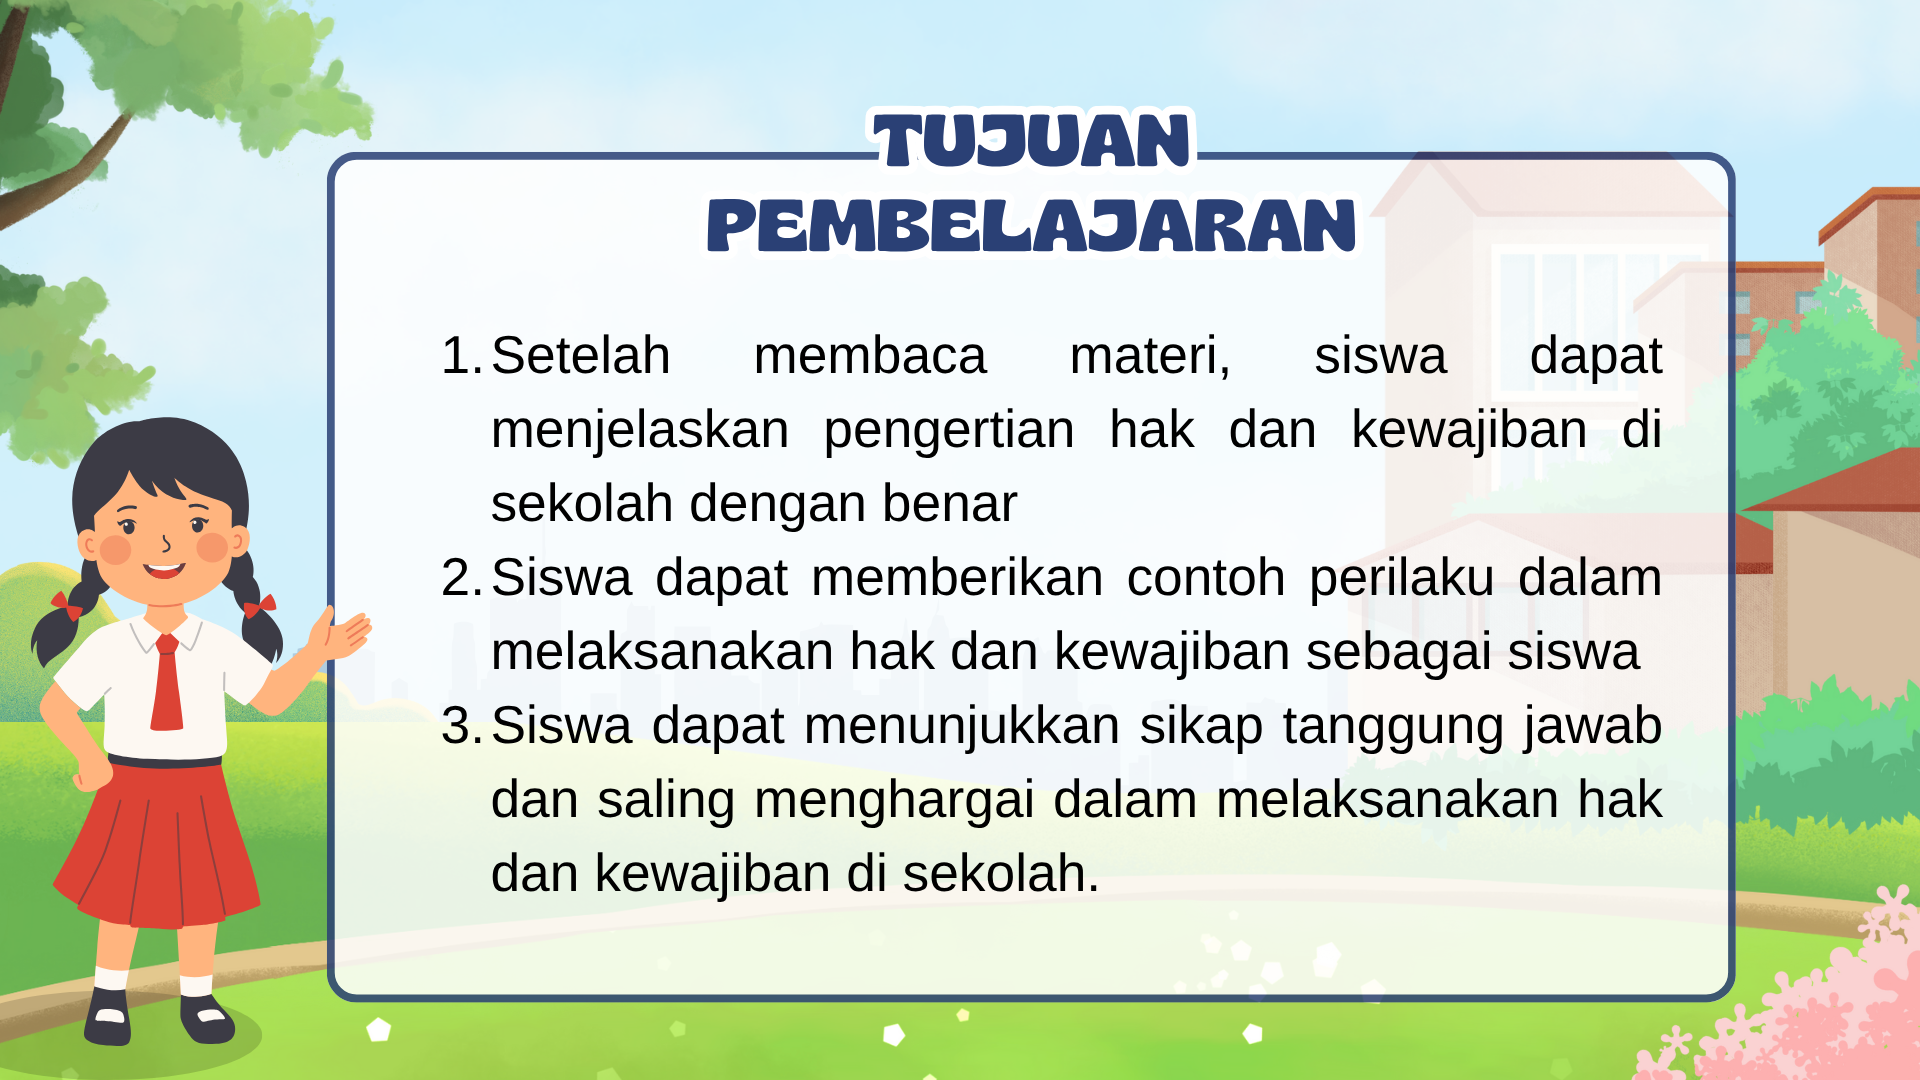 TUJUAN
PEMBELAJARAN
1. Setelah membaca materi, siswa dapat
menjelaskan pengertian hak dan kewajiban di
sekolah dengan benar
2. Siswa dapat memberikan contoh perilaku dalam
melaksanakan hak dan kewajiban sebagai siswa
3. Siswa dapat menunjukkan sikap tanggung jawab
dan saling menghargai dalam melaksanakan hak
dan kewajiban di sekolah.